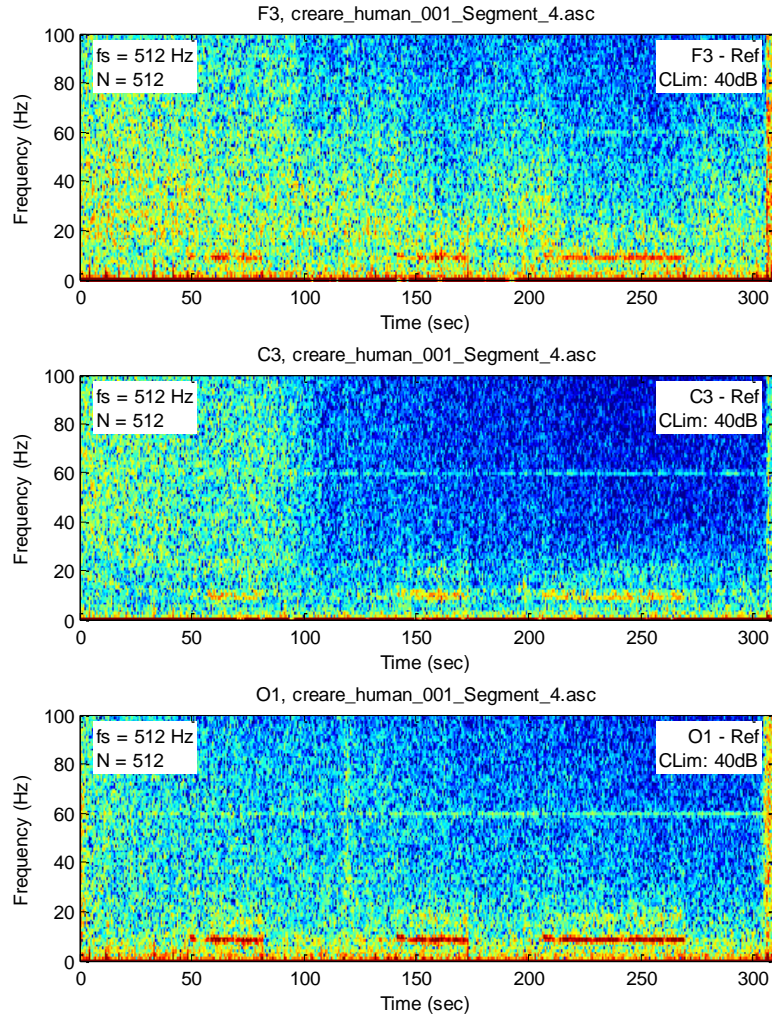 F3, creare_human_001_Segment_4.asc
100
80
60
40
20
0
Frequency (Hz)
fs = 512 Hz
N = 512
F3 - Ref
CLim: 40dB
0 50 100 150 200 250 300
Time (sec)
C3, creare_human_001_Segment_4.asc
100
80
60
40
20
0
Frequency (Hz)
fs = 512 Hz
N = 512
C3 - Ref
CLim: 40dB
0 50 100 150 200 250 300
Time (sec)
O1, creare_human_001_Segment_4.asc
100
80
60
40
20
0
Frequency (Hz)
fs = 512 Hz
N = 512
O1 - Ref
CLim: 40dB
0 50 100 150 200 250 300
Time (sec)